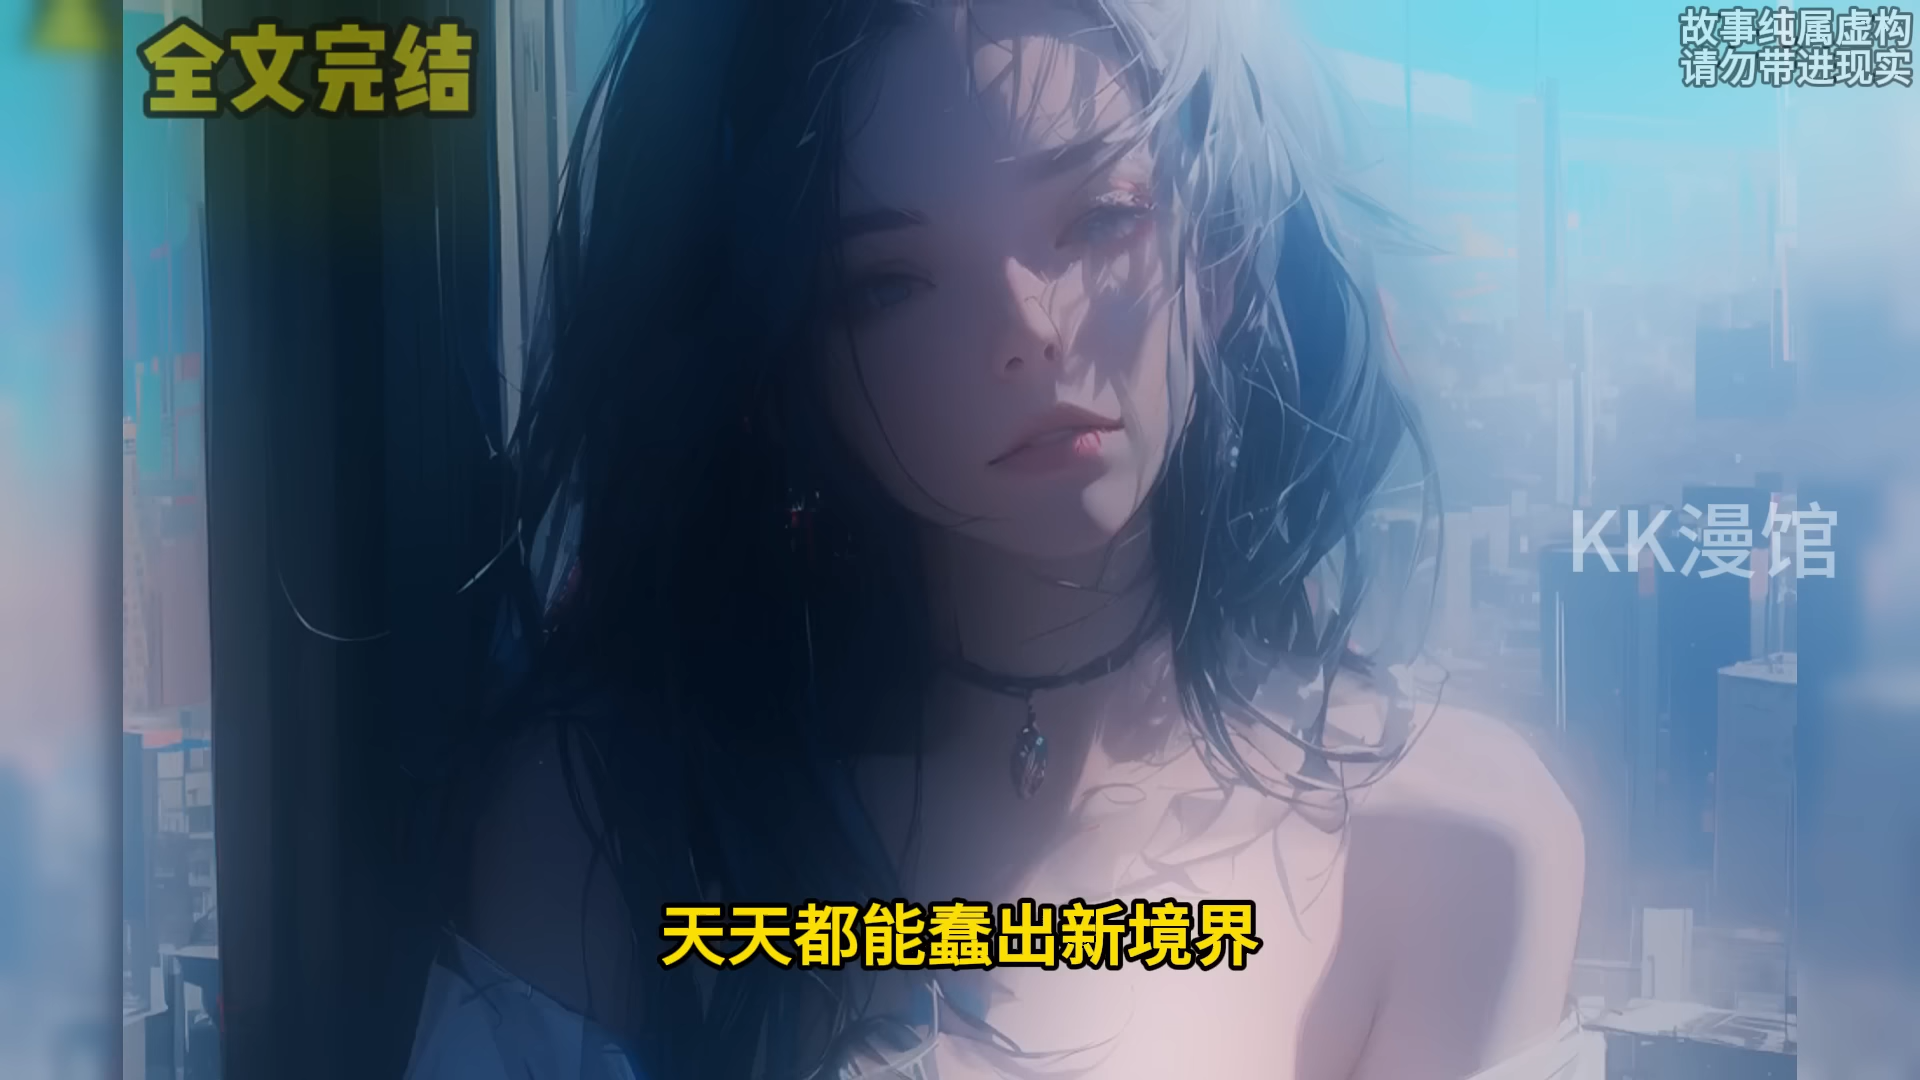 全文完结
故事纯属虚构
请勿带进现实
KK漫馆
天天都能蠢出新境界